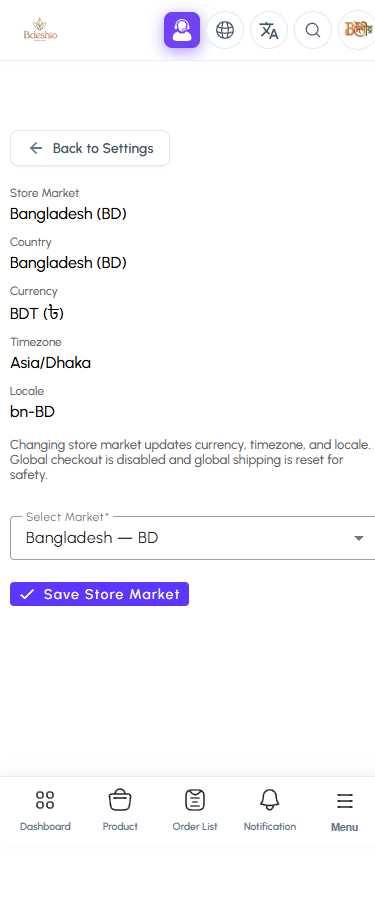 Bdeshio
Back to Settings
Store Market
Bangladesh (BD)
Country
Bangladesh (BD)
Currency
BDT (৳)
Timezone
Asia/Dhaka
Locale
bn-BD
Changing store market updates currency, timezone, and locale.
Global checkout is disabled and global shipping is reset for
safety.
Select Market*
Bangladesh — BD
Save Store Market
Dashboard
Product
Order List
Notification
Menu